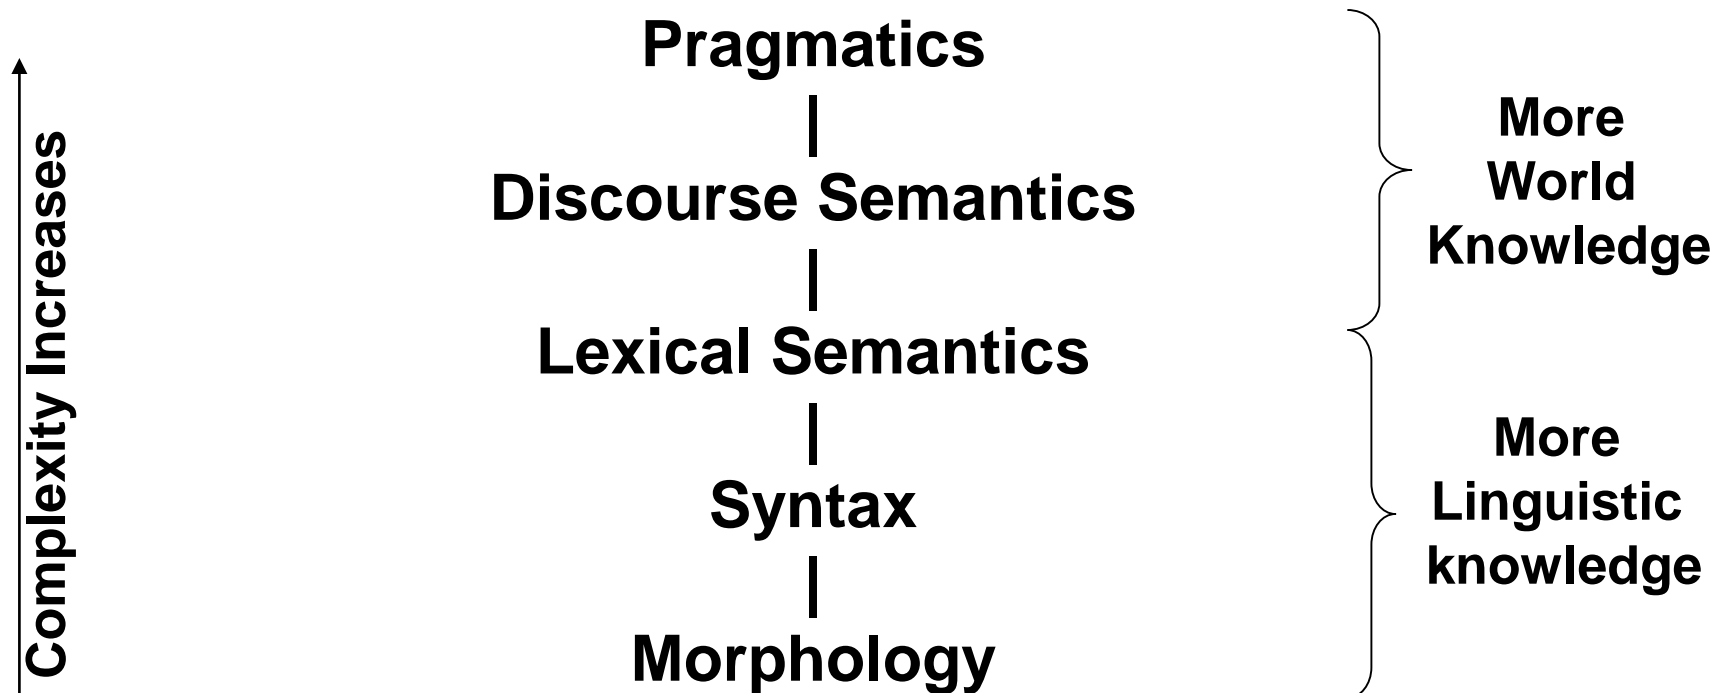 Pragmatics
Discourse Semantics
Lexical Semantics
Syntax
Morphology
Complexity Increases
More
World
Knowledge
More
Linguistic
knowledge